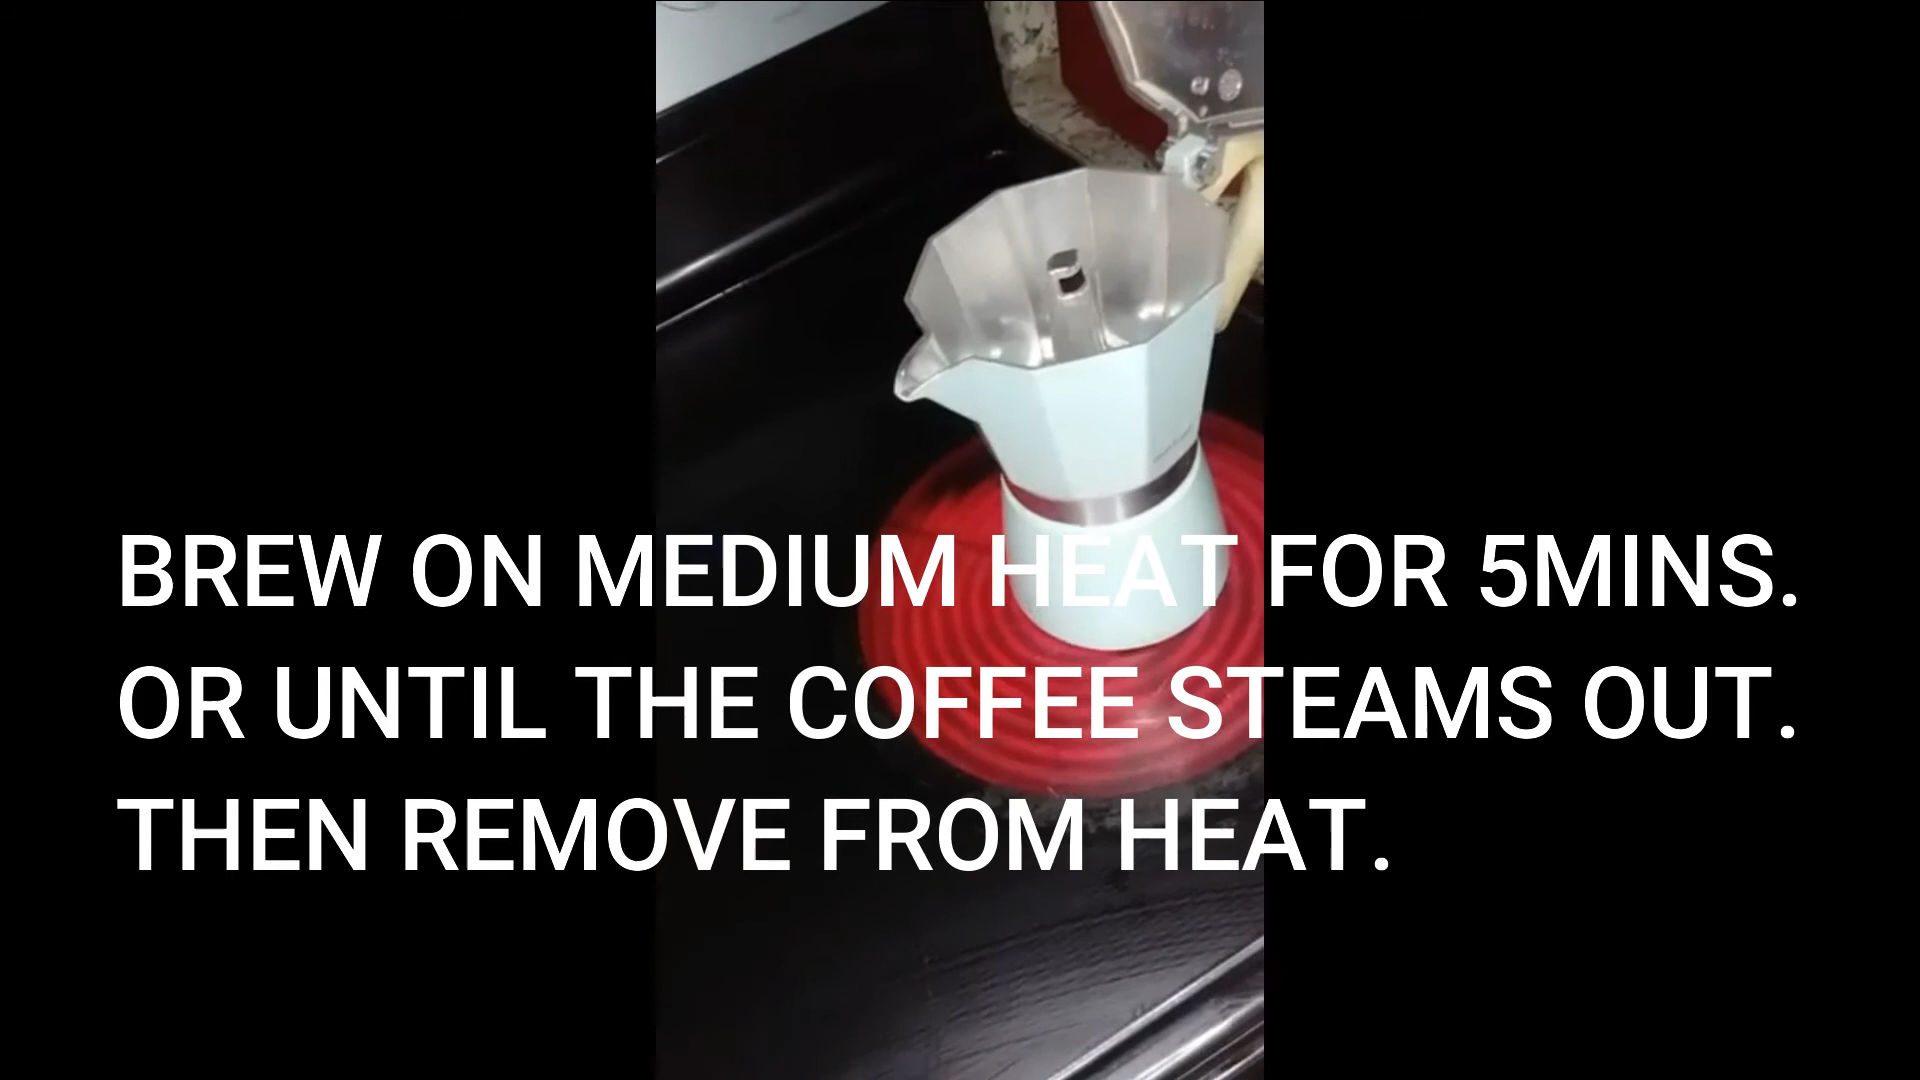 BREW ON MEDIUM HEAT FOR 5MINS.
OR UNTIL THE COFFEE STEAMS OUT.
THEN REMOVE FROM HEAT.